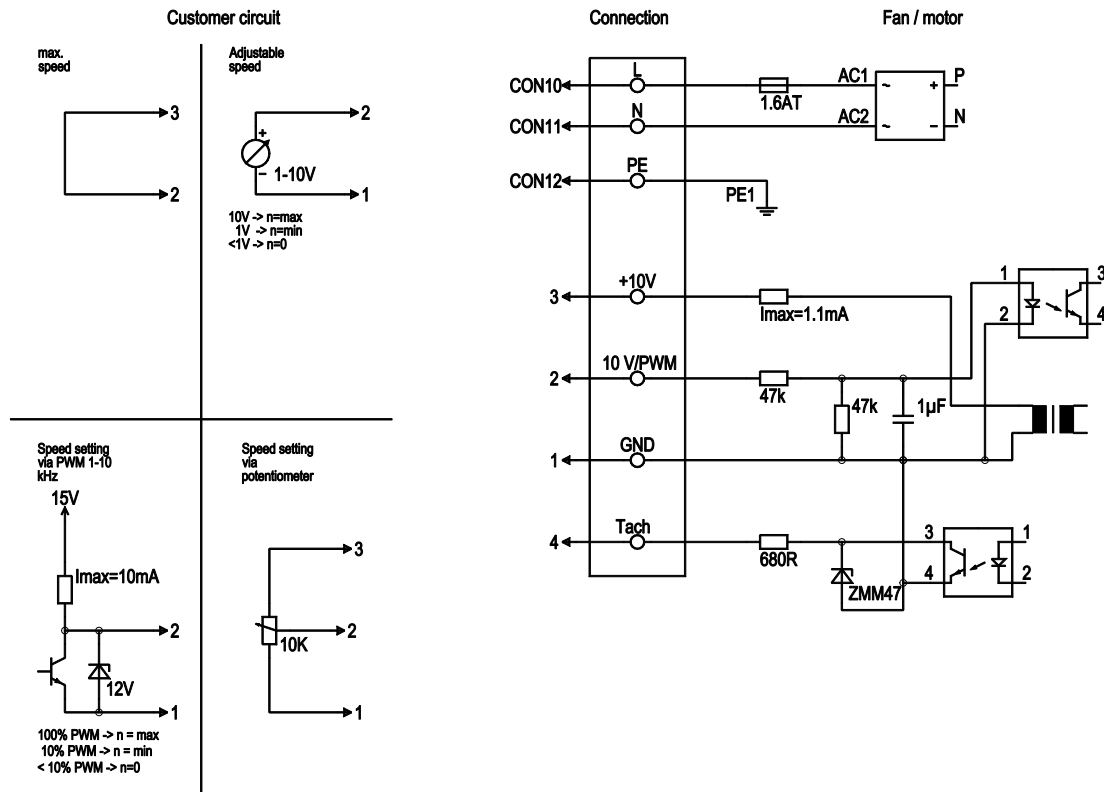 Customer circuit
Connection
Fan / motor
max.
speed
3
2
Adjustable
speed
2
+
–
1-10V
1
10V -> n=max
1V -> n=min
<1V -> n=0
Speed setting
via PWM 1-10
kHz
15V
Imax=10mA
2
12V
1
100% PWM -> n = max
10% PWM -> n = min
< 10% PWM -> n=0
Speed setting
via
potentiometer
3
2
10K
1
CON10
L
1.6AT
AC1
~
+
P
CON11
N
AC2
~
–
N
CON12
PE
PE1
3
+10V
Imax=1.1mA
1
2
3
4
2
10 V/PWM
47k
47k
1µF
1
GND
4
Tach
680R
ZMM47
3
4
1
2